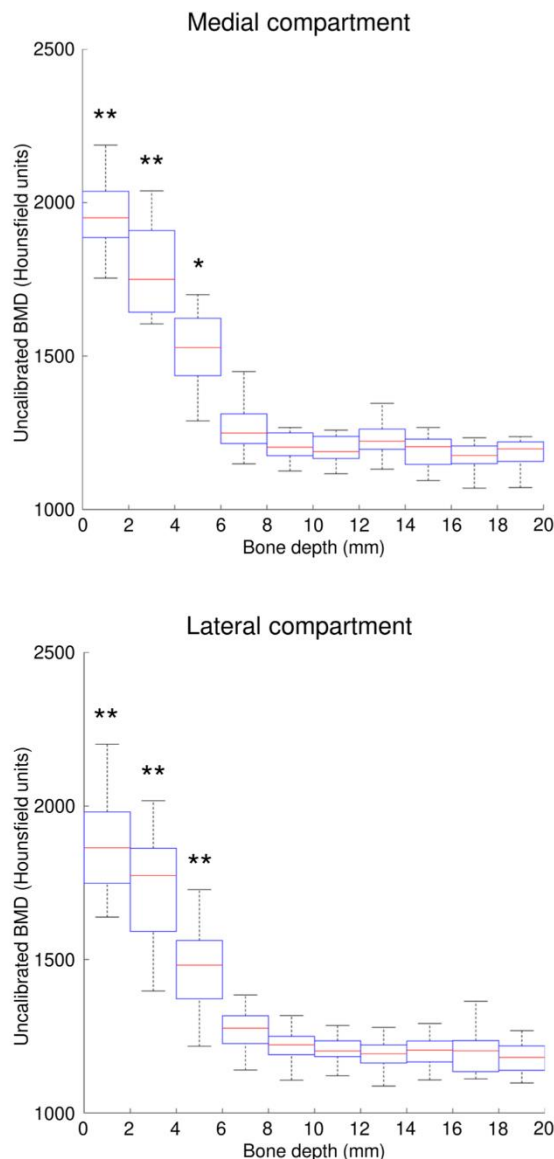 Medial compartment
2500
2000
1500
1000
Uncalibrated BMD (Hounsfield units)
**
**
*
0 2 4 6 8 10 12 14 16 18 20
Bone depth (mm)
Lateral compartment
2500
2000
1500
1000
Uncalibrated BMD (Hounsfield units)
**
**
**
0 2 4 6 8 10 12 14 16 18 20
Bone depth (mm)